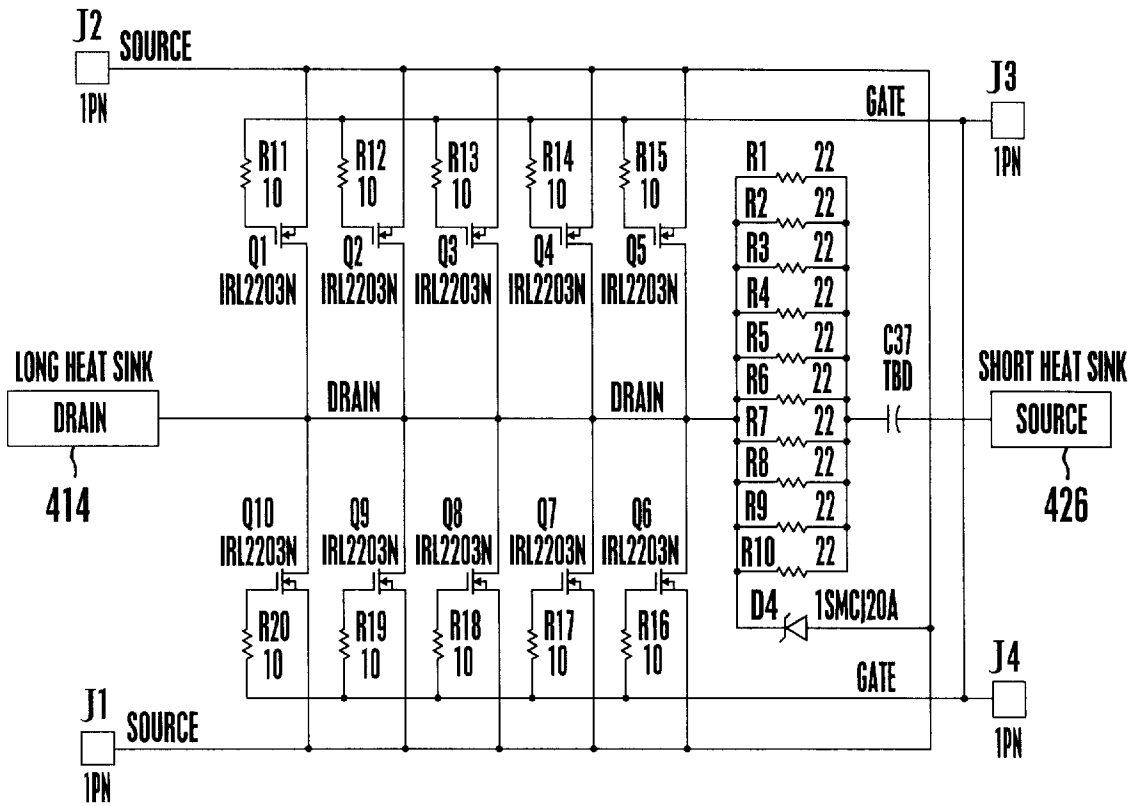 J2
SOURCE
1PN
J3
GATE
1PN
R11
10
R12
10
R13
10
R14
10
R15
10
R1 22
R2 22
R3 22
R4 22
R5 22
R6 22
R7 22
R8 22
R9 22
R10 22
Q1
IRL2203N
Q2
IRL2203N
Q3
IRL2203N
Q4
IRL2203N
Q5
IRL2203N
C37
TBD
LONG HEAT SINK
DRAIN
414
DRAIN
DRAIN
SHORT HEAT SINK
SOURCE
426
Q10
IRL2203N
Q9
IRL2203N
Q8
IRL2203N
Q7
IRL2203N
Q6
IRL2203N
D4 1SMCJ20A
R20
10
R19
10
R18
10
R17
10
R16
10
GATE
J4
1PN
J1
SOURCE
1PN